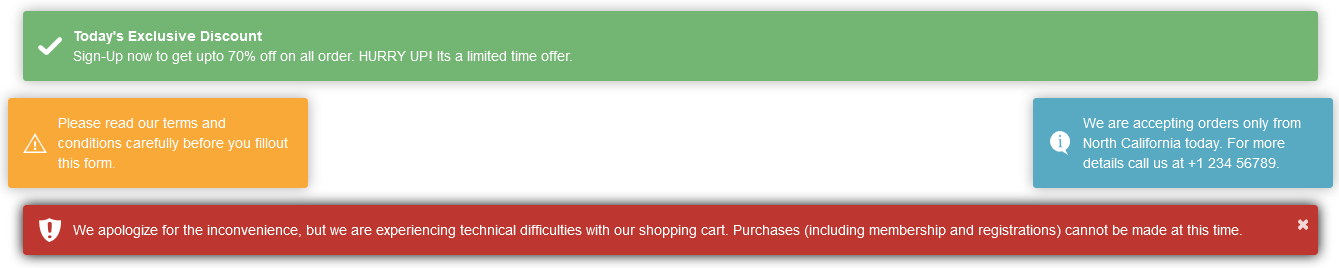 Today's Exclusive Discount
Sign-Up now to get upto 70% off on all order. HURRY UP! Its a limited time offer.
Please read our terms and
conditions carefully before you fillout
this form.
We are accepting orders only from
North California today. For more
details call us at +1 234 56789.
We apologize for the inconvenience, but we are experiencing technical difficulties with our shopping cart. Purchases (including membership and registrations) cannot be made at this time.